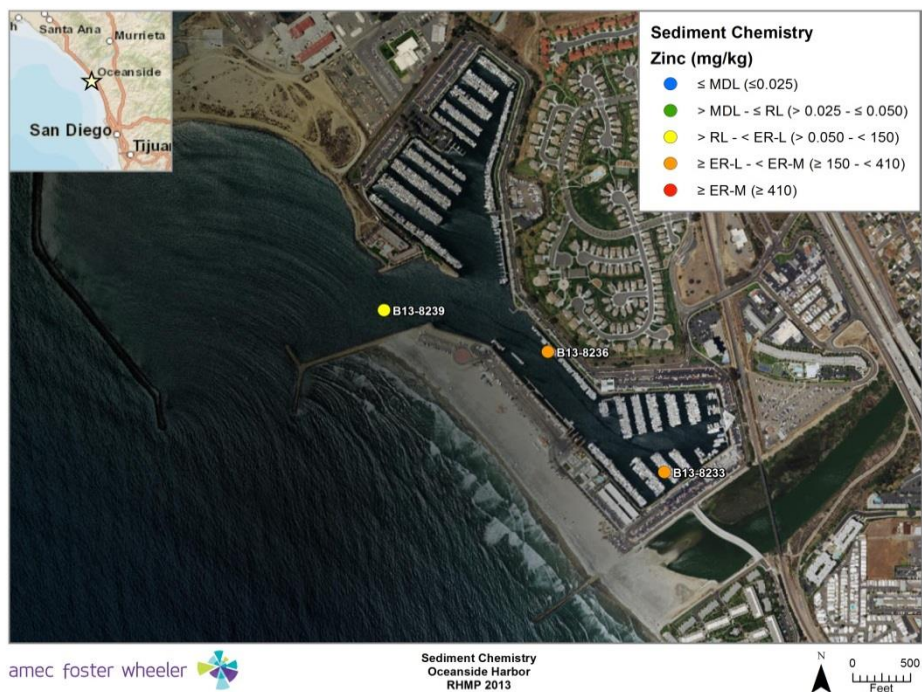 h
Santa Ana
Murrieta
Oceanside
San Diego
Tijuar
Sediment Chemistry
Zinc (mg/kg)
≤ MDL (≤0.025)
> MDL - ≤ RL (> 0.025 - ≤ 0.050)
> RL - < ER-L (> 0.050 - < 150)
≥ ER-L - < ER-M (≥ 150 - < 410)
≥ ER-M (≥ 410)
B13-8239
B13-8236
B13-8233
amec foster wheeler
Sediment Chemistry
Oceanside Harbor
RHMP 2013
N
0 500
Feet